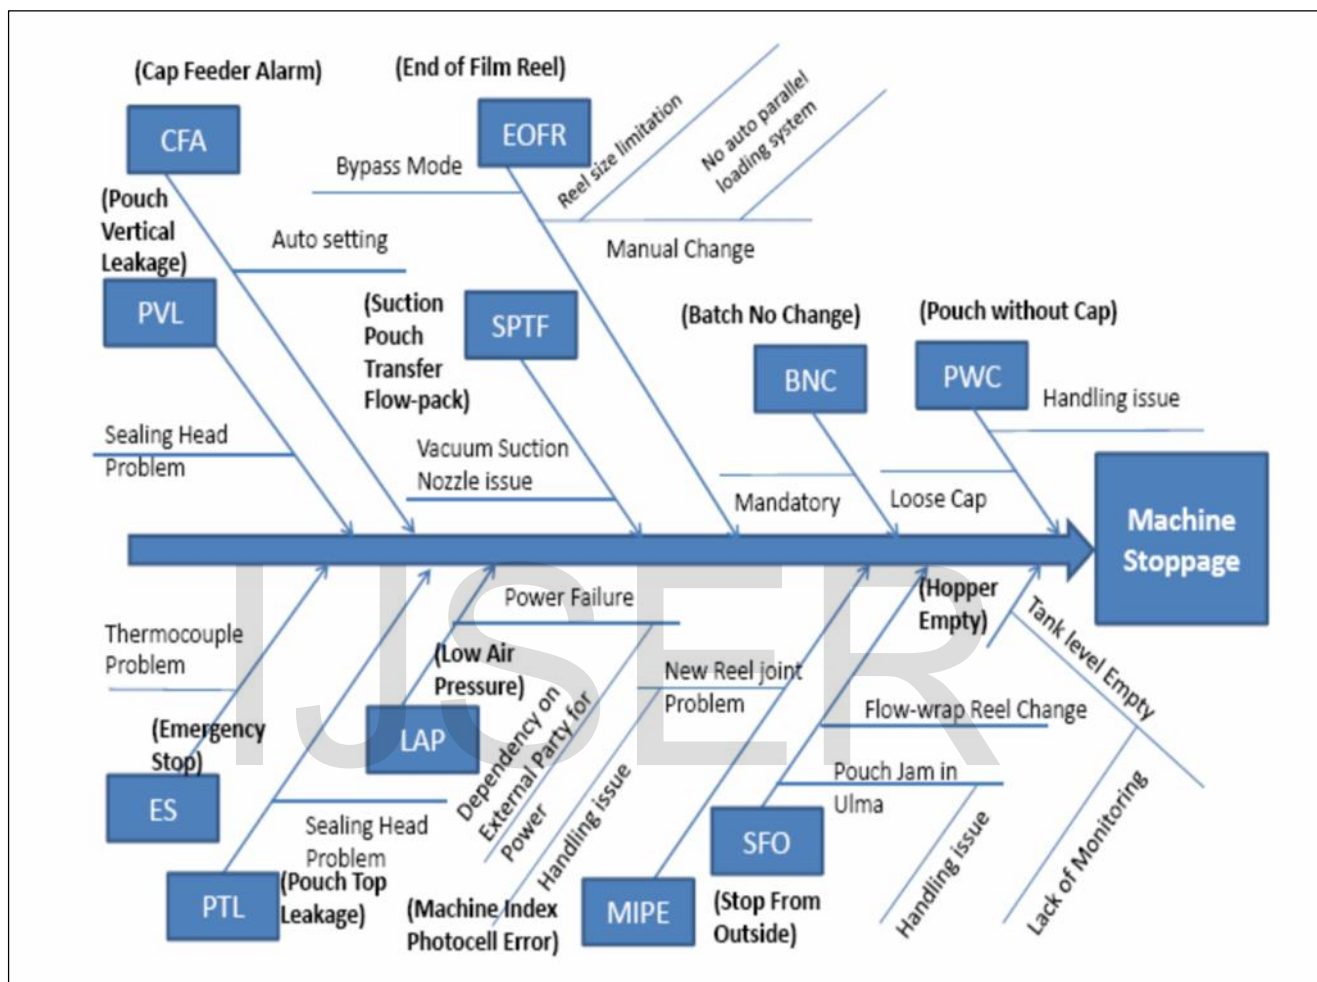 (Cap Feeder Alarm)
CFA
(End of Film Reel)
EOFR
Bypass Mode
Reel size limitation
No auto parallel
loading system
Manual Change
Auto setting
(Pouch
Vertical
Leakage)
PVL
Sealing Head
Problem
(Suction
Pouch
Transfer
Flow-pack)
SPTF
Vacuum Suction
Nozzle issue
(Batch No Change)
BNC
Mandatory
(Pouch without Cap)
PWC
Handling issue
Loose Cap
Machine
Stoppage
IJSER
Thermocouple
Problem
(Emergency
Stop)
ES
Sealing Head
Problem
(Pouch Top
Leakage)
PTL
Power Failure
(Low Air
Pressure)
LAP
Dependency on
External Party for
Power
New Reel joint
Problem
Handling issue
(Machine Index
Photocell Error)
MIPE
Flow-wrap Reel Change
Pouch Jam in
Ulma
Handling issue
SFO
(Stop From
Outside)
(Hopper
Empty)
Tank level Empty
Lack of Monitoring